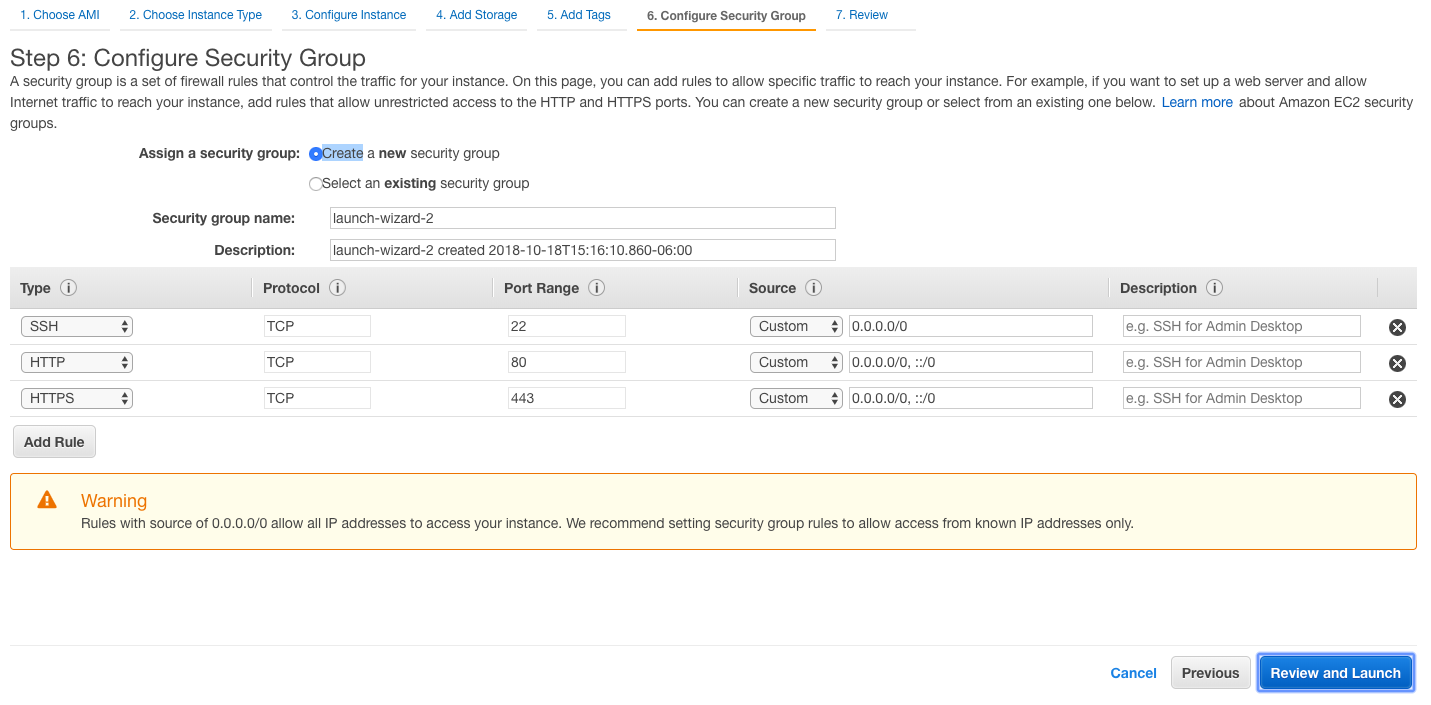 1. Choose AMI 2. Choose Instance Type 3. Configure Instance 4. Add Storage 5. Add Tags 6. Configure Security Group 7. Review
Step 6: Configure Security Group
A security group is a set of firewall rules that control the traffic for your instance. On this page, you can add rules to allow specific traffic to reach your instance. For example, if you want to set up a web server and allow
Internet traffic to reach your instance, add rules that allow unrestricted access to the HTTP and HTTPS ports. You can create a new security group or select from an existing one below. Learn more about Amazon EC2 security
groups.
Assign a security group: Create a new security group
Select an existing security group
Security group name: launch-wizard-2
Description: launch-wizard-2 created 2018-10-18T15:16:10.860-06:00
Type i Protocol i Port Range i Source i Description i
SSH TCP 22 Custom 0.0.0.0/0 e.g. SSH for Admin Desktop
HTTP TCP 80 Custom 0.0.0.0/0, ::/0 e.g. SSH for Admin Desktop
HTTPS TCP 443 Custom 0.0.0.0/0, ::/0 e.g. SSH for Admin Desktop
Add Rule
Warning
Rules with source of 0.0.0.0/0 allow all IP addresses to access your instance. We recommend setting security group rules to allow access from known IP addresses only.
Cancel Previous Review and Launch